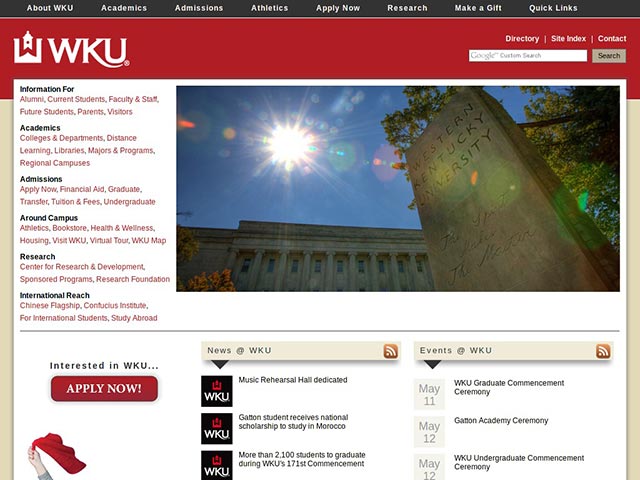 About WKU Academics Admissions Athletics Apply Now Research Make a Gift Quick Links
WKU®
Directory | Site Index | Contact
Google™ Custom Search Search
Information For
Alumni, Current Students, Faculty & Staff,
Future Students, Parents, Visitors
Academics
Colleges & Departments, Distance
Learning, Libraries, Majors & Programs,
Regional Campuses
Admissions
Apply Now, Financial Aid, Graduate,
Transfer, Tuition & Fees, Undergraduate
Around Campus
Athletics, Bookstore, Health & Wellness,
Housing, Visit WKU, Virtual Tour, WKU Map
Research
Center for Research & Development,
Sponsored Programs, Research Foundation
International Reach
Chinese Flagship, Confucius Institute,
For International Students, Study Abroad
WESTERN
KENTUCKY
UNIVERSITY
The Spirit
Makes
The Master
Interested in WKU...
APPLY NOW!
News @ WKU
WKU
Music Rehearsal Hall dedicated
WKU
Gatton student receives national
scholarship to study in Morocco
WKU
More than 2,100 students to graduate
during WKU's 171st Commencement
Events @ WKU
May
11
WKU Graduate Commencement
Ceremony
May
12
Gatton Academy Ceremony
May
12
WKU Undergraduate Commencement
Ceremony